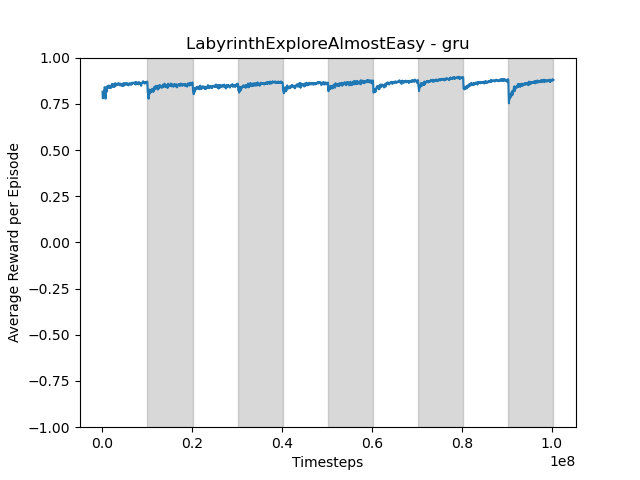 LabyrinthExploreAlmostEasy - gru
Average Reward per Episode
1.00
0.75
0.50
0.25
0.00
−0.25
−0.50
−0.75
−1.00
0.0 0.2 0.4 0.6 0.8 1.0
1e8
Timesteps